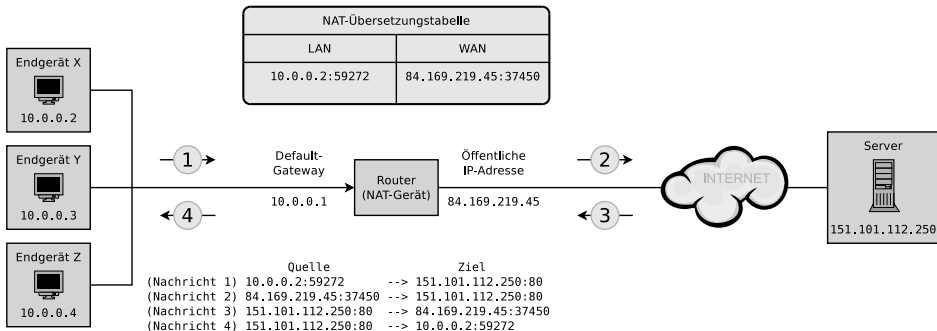 NAT-Übersetzungstabelle
LAN WAN
10.0.0.2:59272 84.169.219.45:37450
Endgerät X
10.0.0.2
Endgerät Y
10.0.0.3
Endgerät Z
10.0.0.4
1
4
Default-
Gateway
10.0.0.1
Router
(NAT-Gerät)
Öffentliche
IP-Adresse
84.169.219.45
2
3
INTERNET
Server
151.101.112.250
Quelle Ziel
(Nachricht 1) 10.0.0.2:59272 --> 151.101.112.250:80
(Nachricht 2) 84.169.219.45:37450 --> 151.101.112.250:80
(Nachricht 3) 151.101.112.250:80 --> 84.169.219.45:37450
(Nachricht 4) 151.101.112.250:80 --> 10.0.0.2:59272